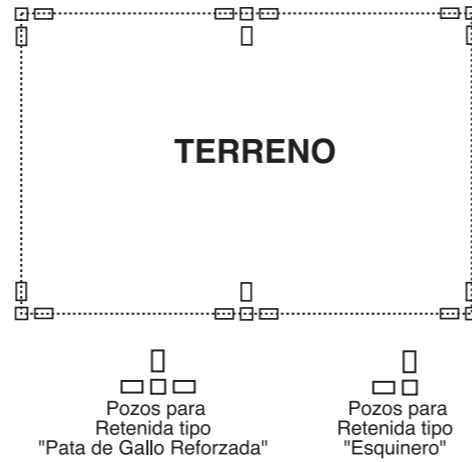 TERRENO
Pozos para
Retenida tipo
"Pata de Gallo Reforzada"
Pozos para
Retenida tipo
"Esquinero"